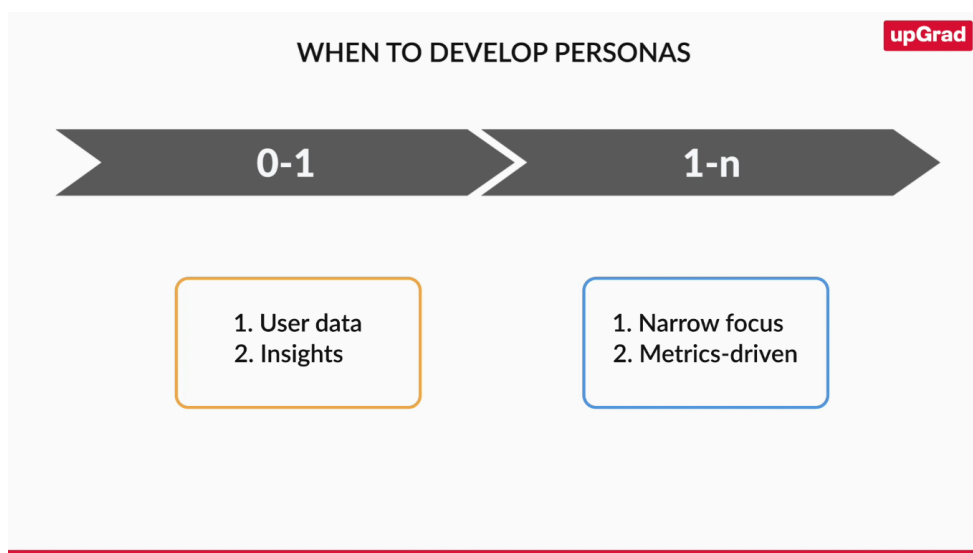 upGrad
WHEN TO DEVELOP PERSONAS
0-1
1-n
1. User data
2. Insights
1. Narrow focus
2. Metrics-driven